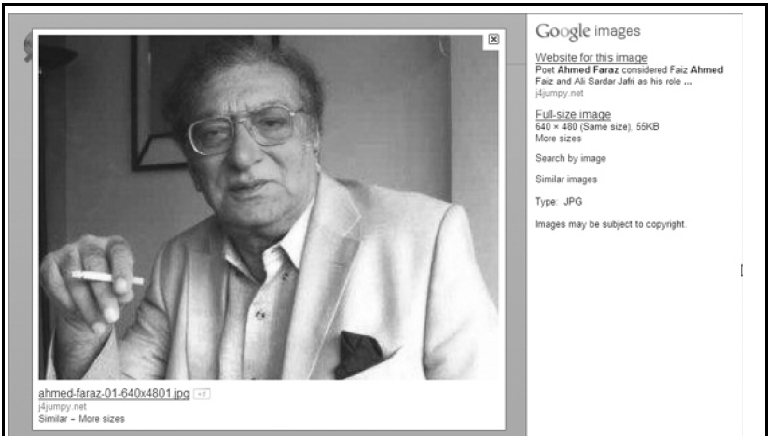 Google images
Website for this image
Poet Ahmed Faraz considered Faiz Ahmed
Faiz and Ali Sardar Jafri as his role ...
j4jumpy.net
Full-size image
640 × 480 (Same size), 55KB
More sizes
Search by image
Similar images
Type: JPG
Images may be subject to copyright.
ahmed-faraz-01-640x4801.jpg +1
j4jumpy.net
Similar - More sizes